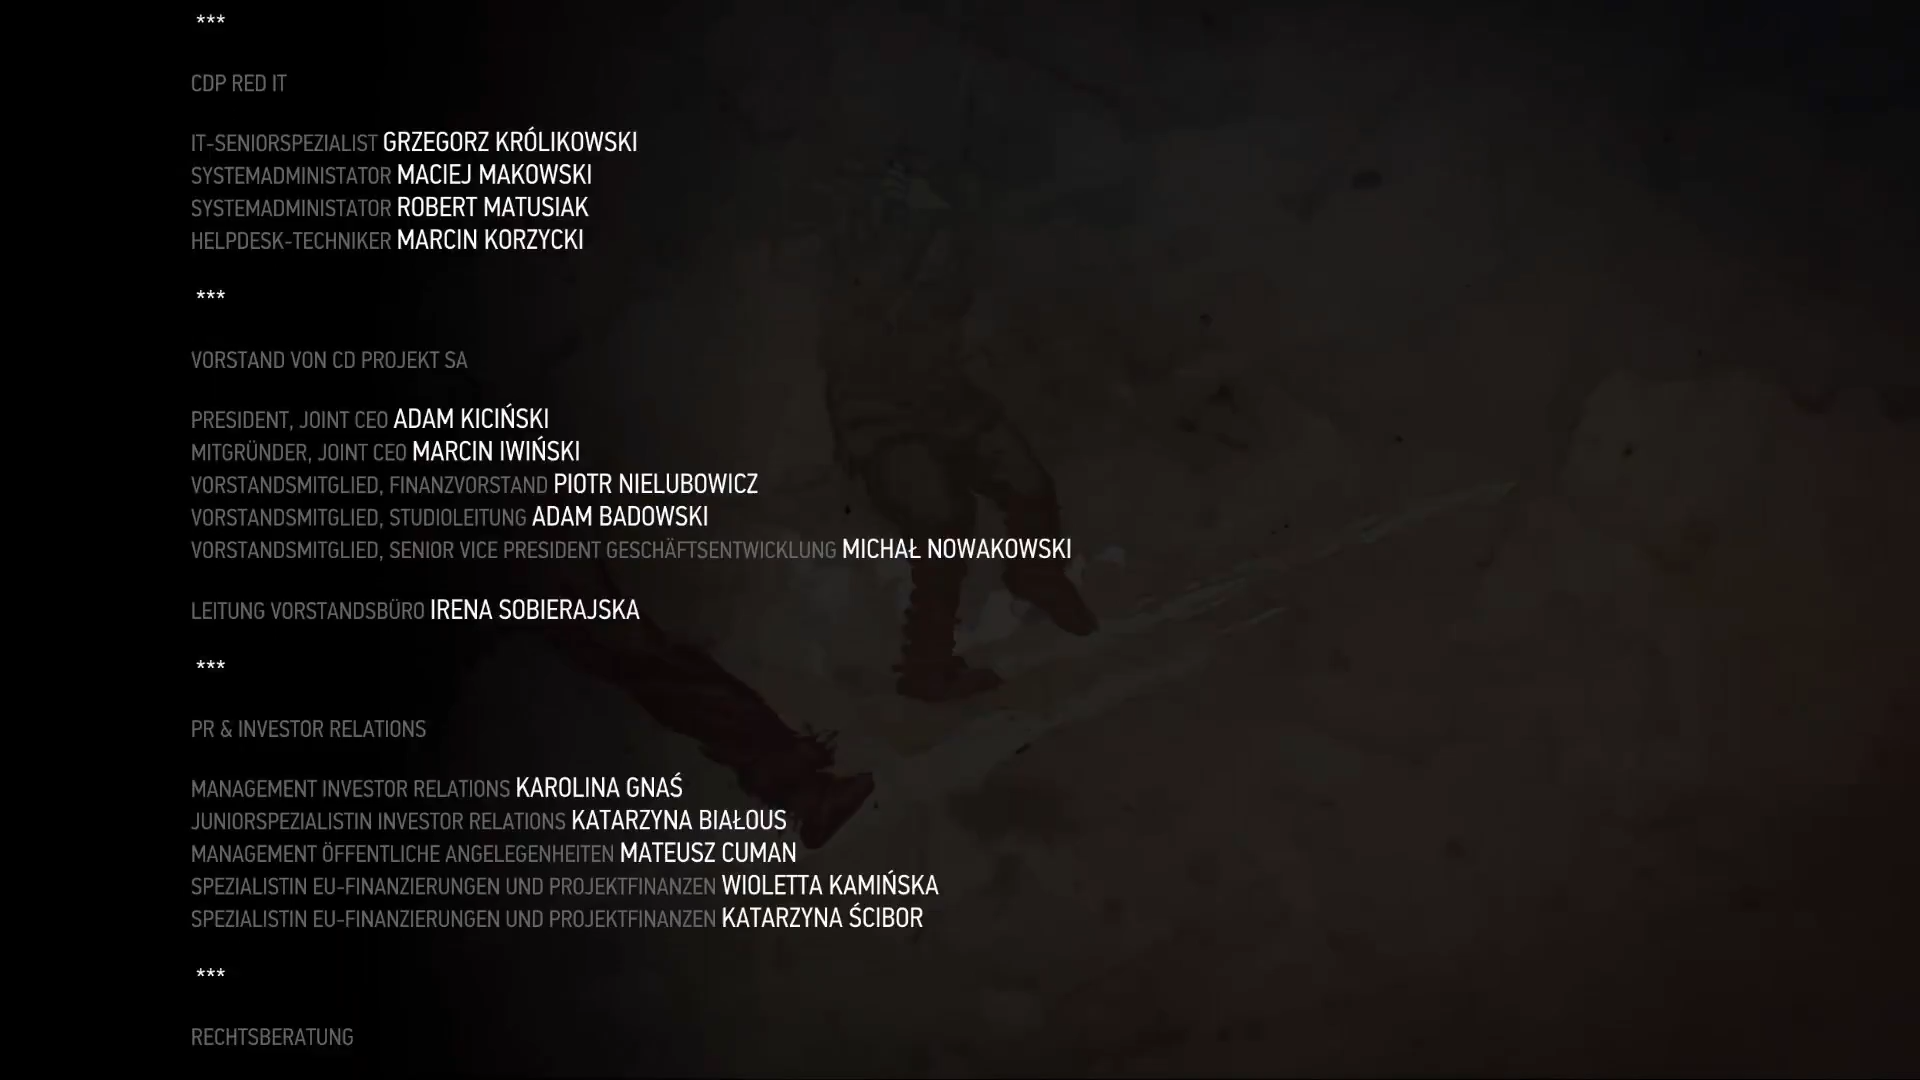 ***
CDP RED IT
IT-SENIORSPEZIALIST GRZEGORZ KRÓLIKOWSKI
SYSTEMADMINISTATOR MACIEJ MAKOWSKI
SYSTEMADMINISTATOR ROBERT MATUSIAK
HELPDESK-TECHNIKER MARCIN KORZYCKI
***
VORSTAND VON CD PROJEKT SA
PRESIDENT, JOINT CEO ADAM KICIŃSKI
MITGRÜNDER, JOINT CEO MARCIN IWIŃSKI
VORSTANDSMITGLIED, FINANZVORSTAND PIOTR NIELUBOWICZ
VORSTANDSMITGLIED, STUDIOLEITUNG ADAM BADOWSKI
VORSTANDSMITGLIED, SENIOR VICE PRESIDENT GESCHÄFTSENTWICKLUNG MICHAŁ NOWAKOWSKI
LEITUNG VORSTANDSBÜRO IRENA SOBIERAJSKA
***
PR & INVESTOR RELATIONS
MANAGEMENT INVESTOR RELATIONS KAROLINA GNAŚ
JUNIORSPEZIALISTIN INVESTOR RELATIONS KATARZYNA BIAŁOUS
MANAGEMENT ÖFFENTLICHE ANGELEGENHEITEN MATEUSZ CUMAN
SPEZIALISTIN EU-FINANZIERUNGEN UND PROJEKTFINANZEN WIOLETTA KAMIŃSKA
SPEZIALISTIN EU-FINANZIERUNGEN UND PROJEKTFINANZEN KATARZYNA ŚCIBOR
***
RECHTSBERATUNG